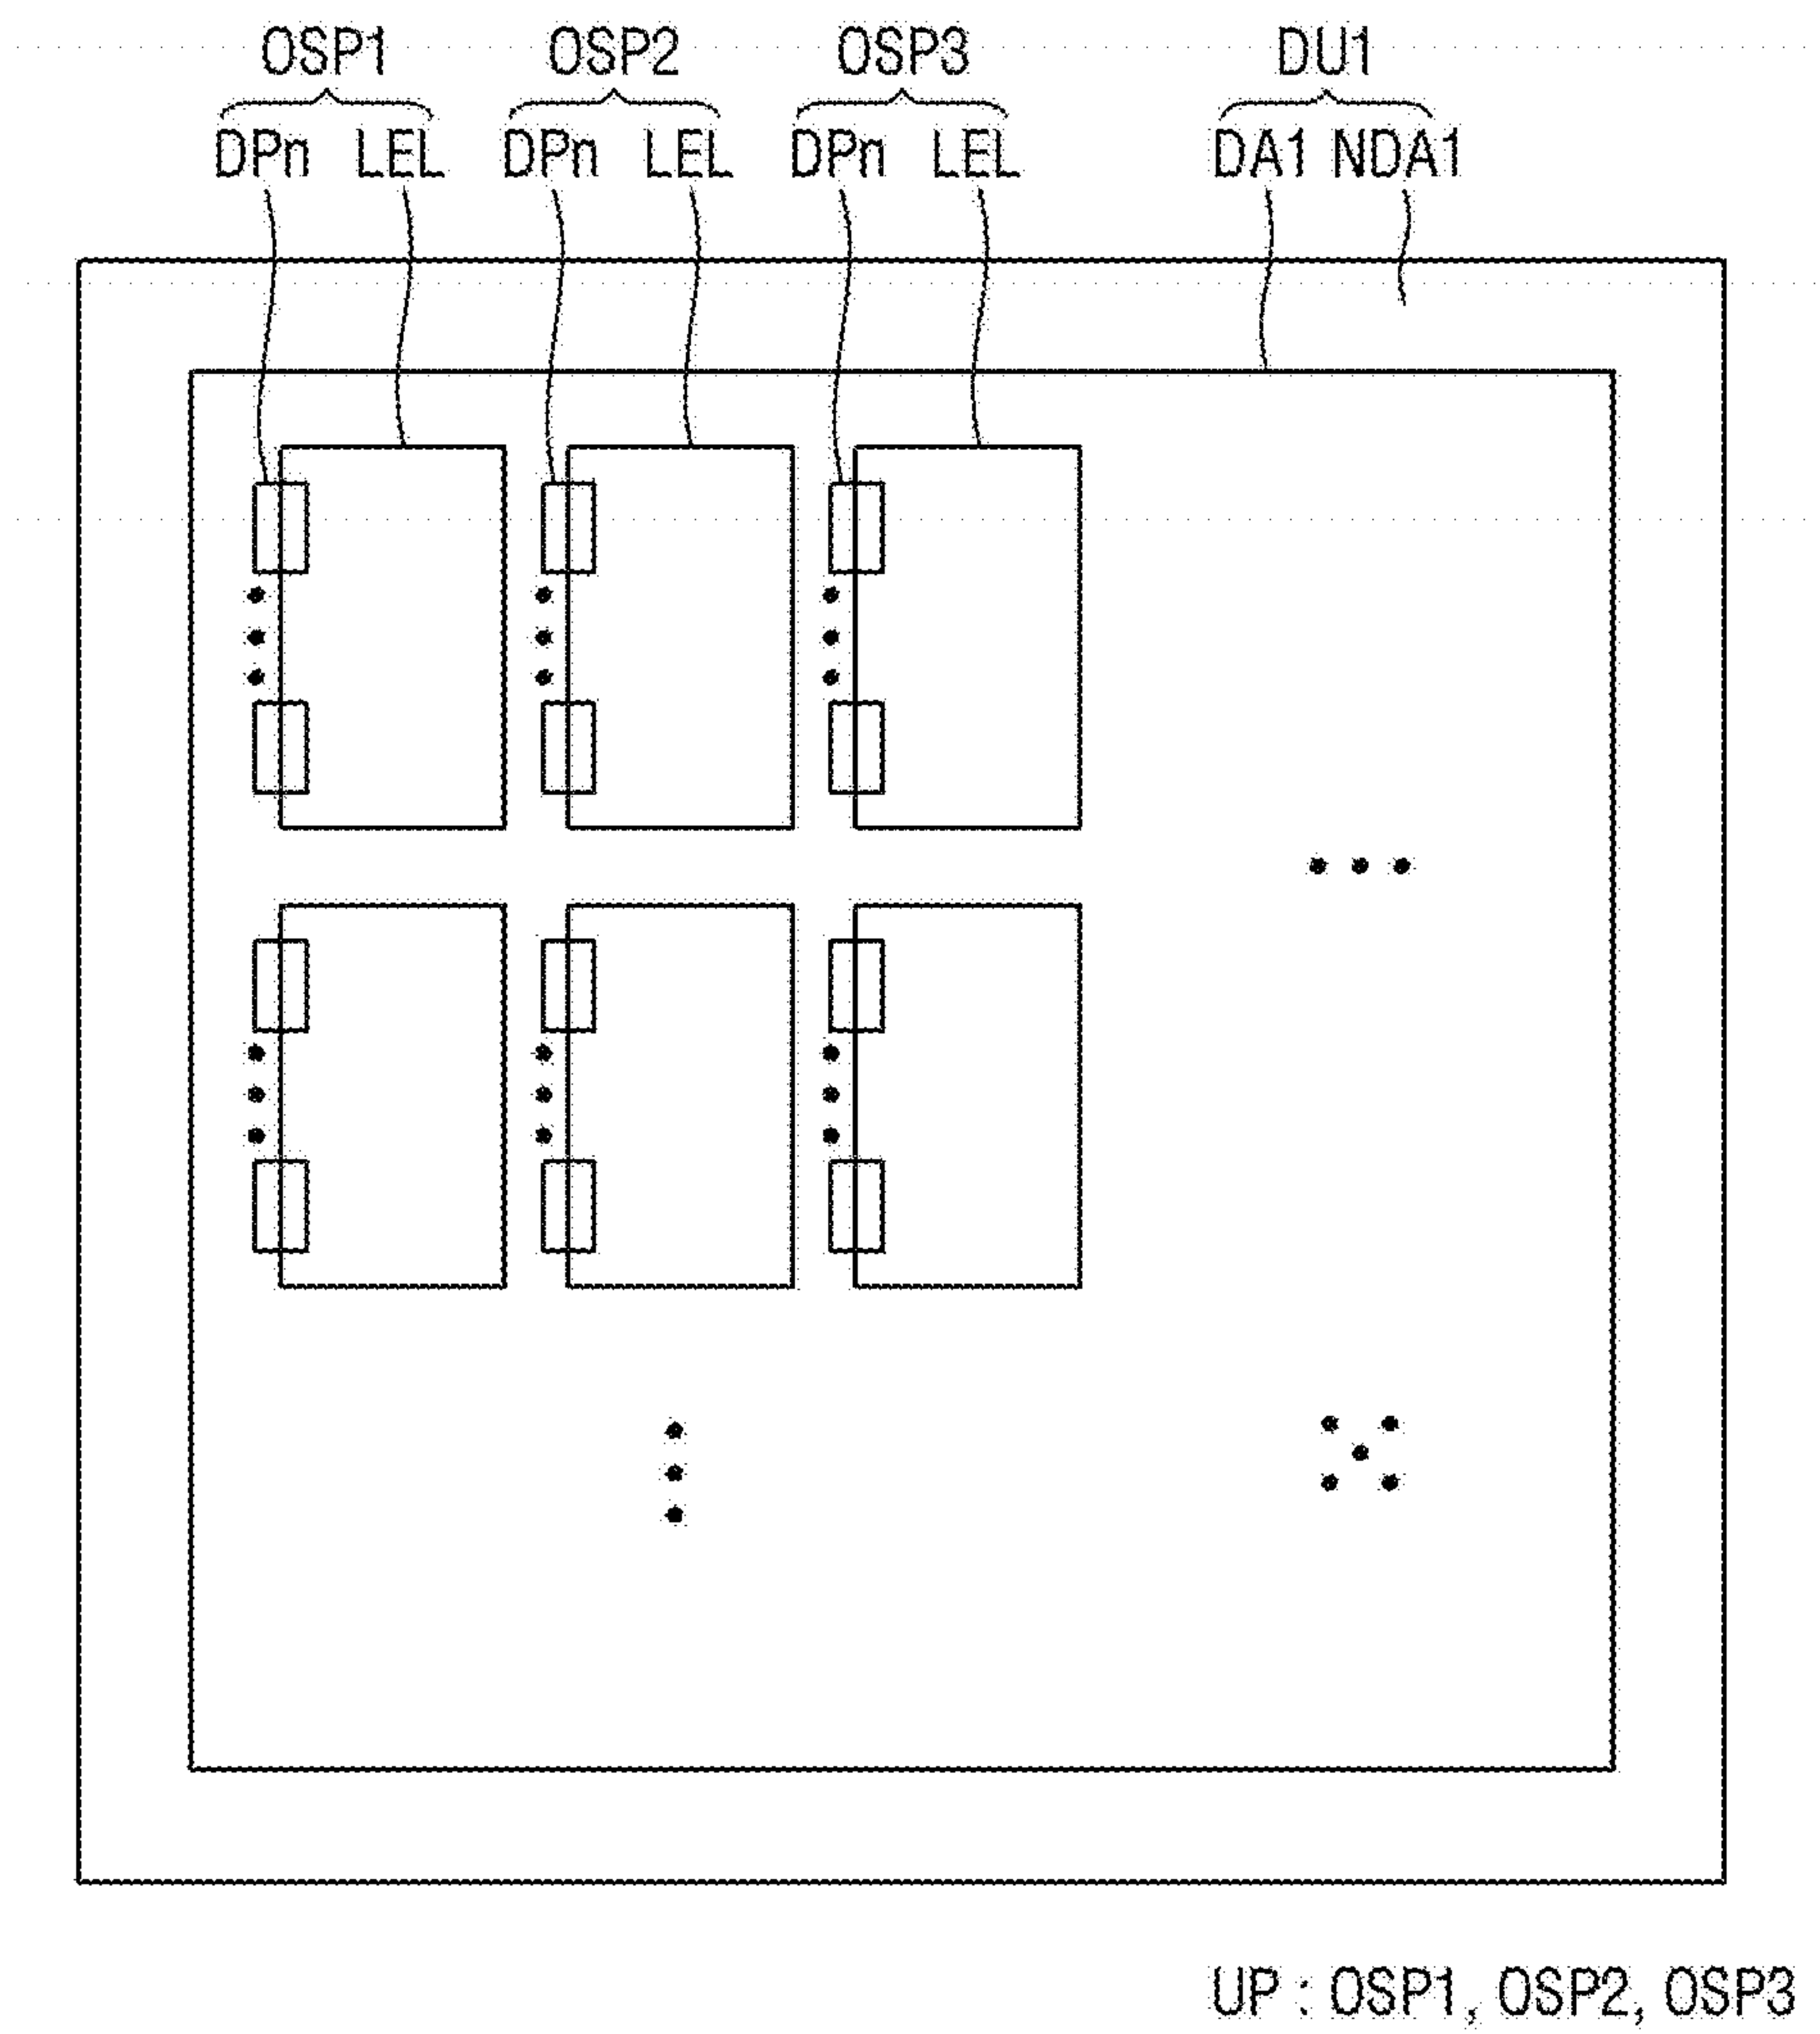 OSP1 OSP2 OSP3 DU1
DPn LEL DPn LEL DPn LEL DA1 NDA1
UP : OSP1, OSP2, OSP3